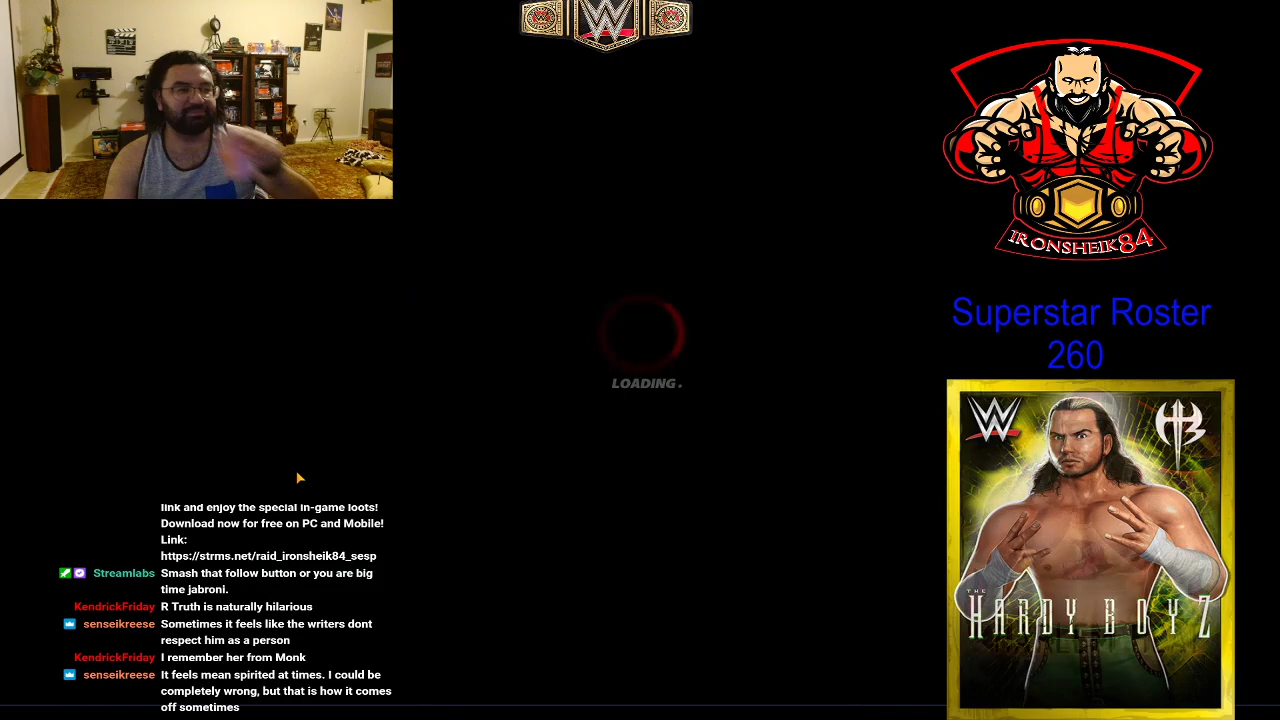 IRONSHEIK84
Superstar Roster
260
LOADING.
link and enjoy the special in-game loots!
Download now for free on PC and Mobile!
Link:
https://strms.net/raid_ironsheik84_sesp
Streamlabs Smash that follow button or you are big
time jabroni.
KendrickFriday R Truth is naturally hilarious
senseikreese Sometimes it feels like the writers dont
respect him as a person
KendrickFriday I remember her from Monk
senseikreese It feels mean spirited at times. I could be
completely wrong, but that is how it comes
off sometimes
THE
HARDY BOYZ